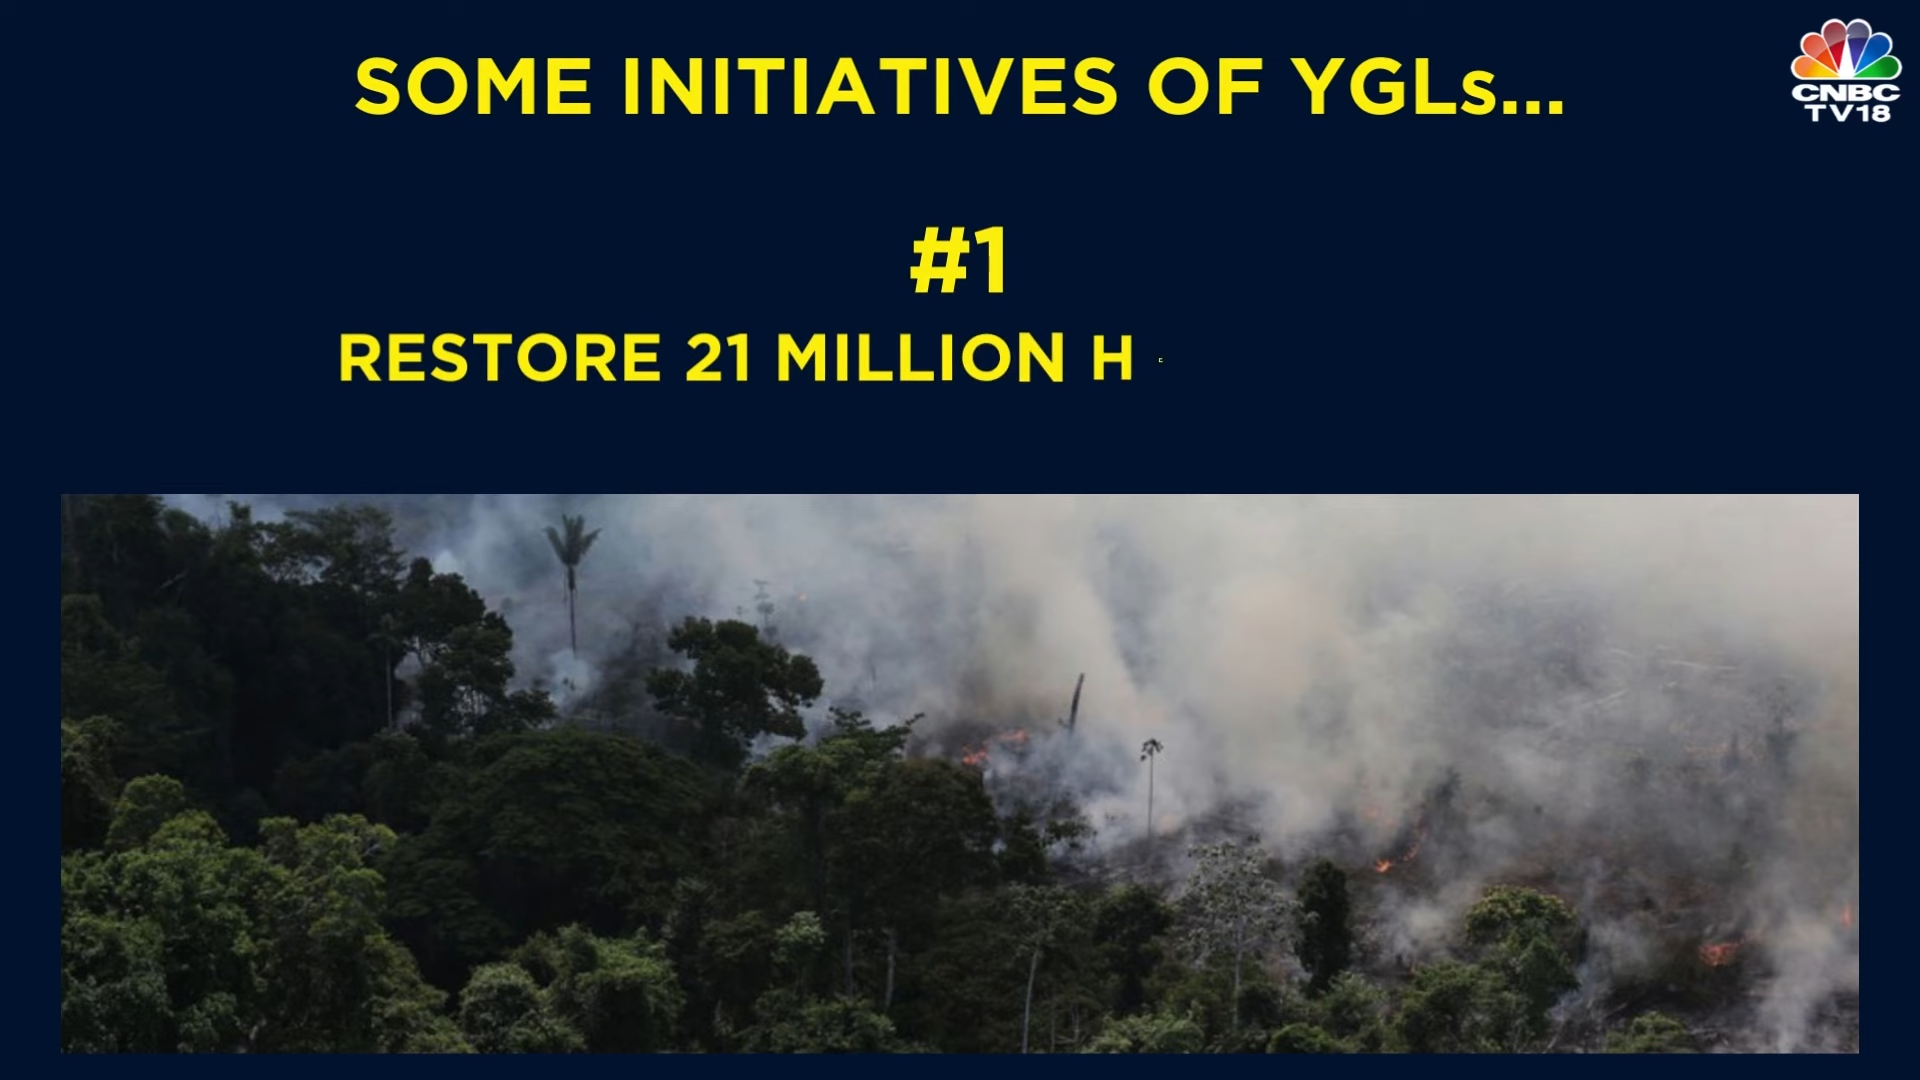 SOME INITIATIVES OF YGLs...
CNBC
TV18
#1
RESTORE 21 MILLION H